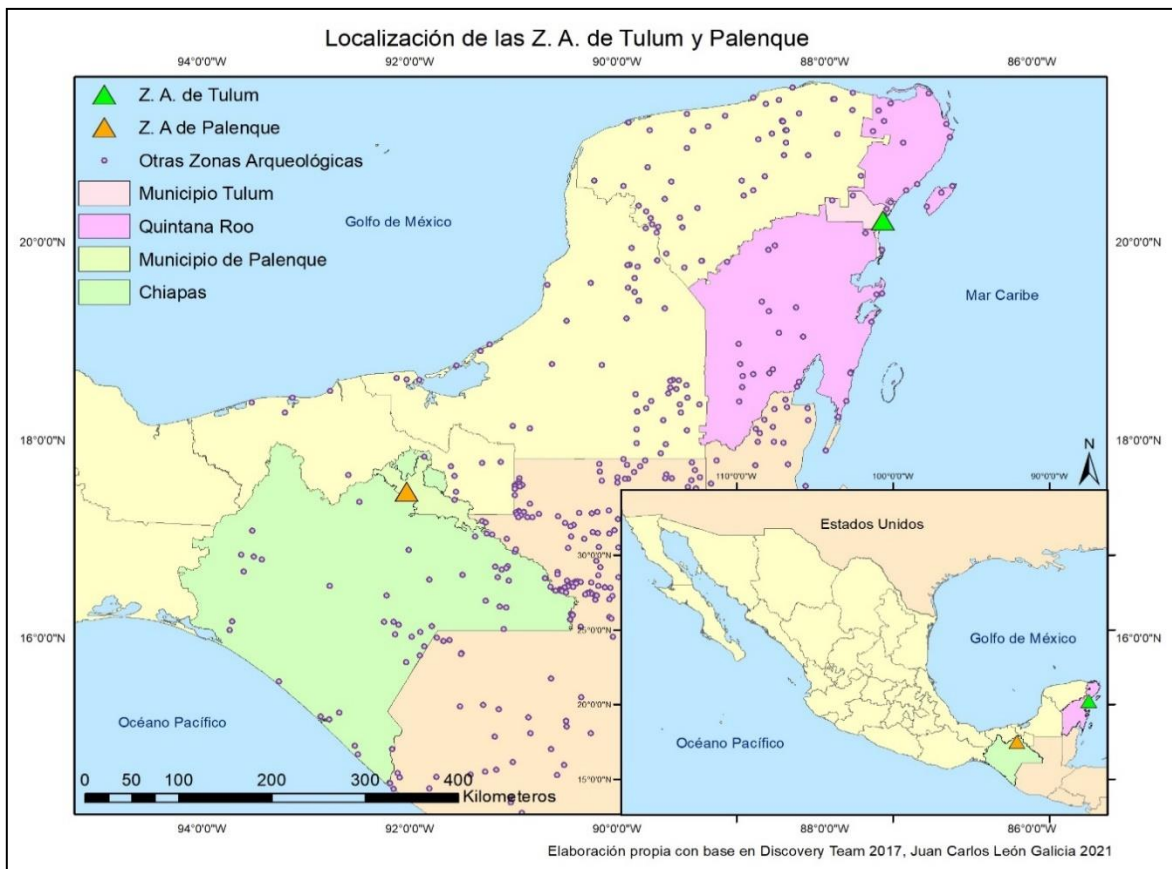 Localización de las Z. A. de Tulum y Palenque
94°0'0"W 92°0'0"W 90°0'0"W 88°0'0"W 86°0'0"W
Z. A. de Tulum
Z. A de Palenque
Otras Zonas Arqueológicas
Municipio Tulum
Quintana Roo
Municipio de Palenque
Chiapas
Golfo de México
20°0'0"N 20°0'0"N
Mar Caribe
18°0'0"N 18°0'0"N
N
110°0'0"W 100°0'0"W 90°0'0"W
Estados Unidos
30°0'0"N
16°0'0"N 25°0'0"N 16°0'0"N
Golfo de México
20°0'0"N
Océano Pacífico
Océano Pacífico
15°0'0"N
0 50 100 200 300 400
Kilometeros
94°0'0"W 92°0'0"W 90°0'0"W 88°0'0"W 86°0'0"W
Elaboración propia con base en Discovery Team 2017, Juan Carlos León Galicia 2021